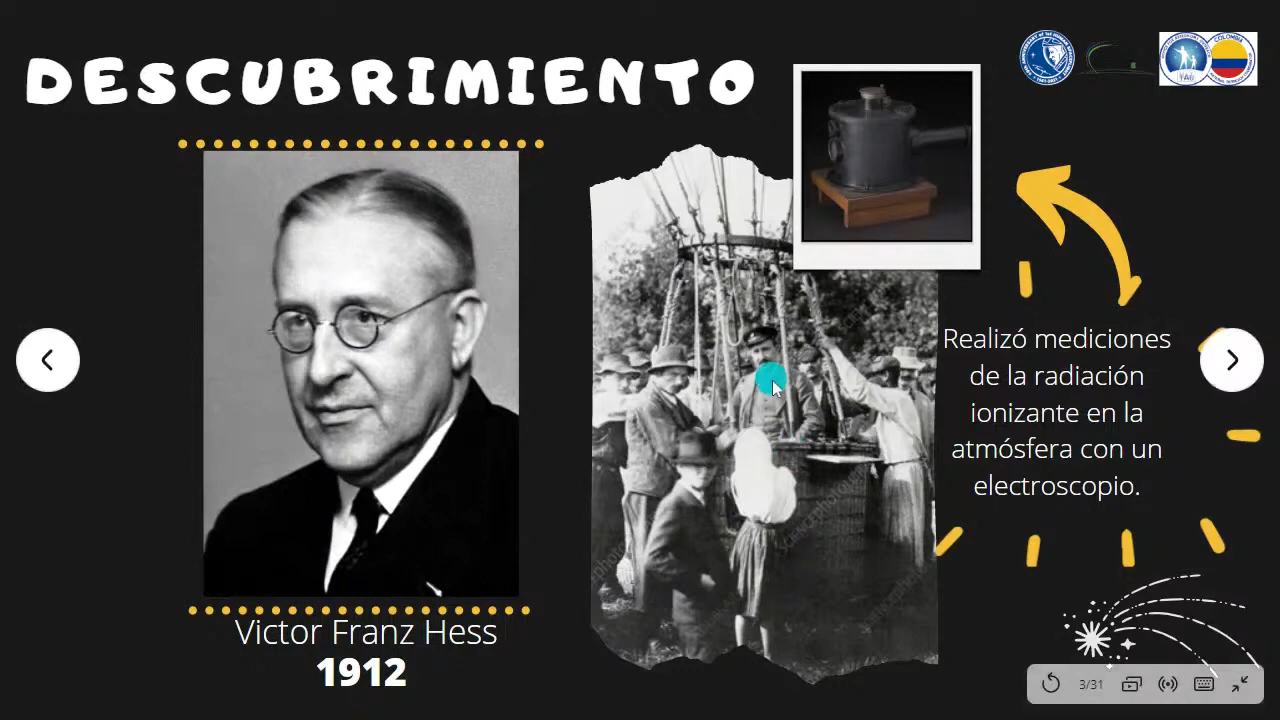 DESCUBRIMIENTO
Victor Franz Hess
1912
Realizó mediciones
de la radiación
ionizante en la
atmósfera con un
electroscopio.
COLOMBIA
3/31